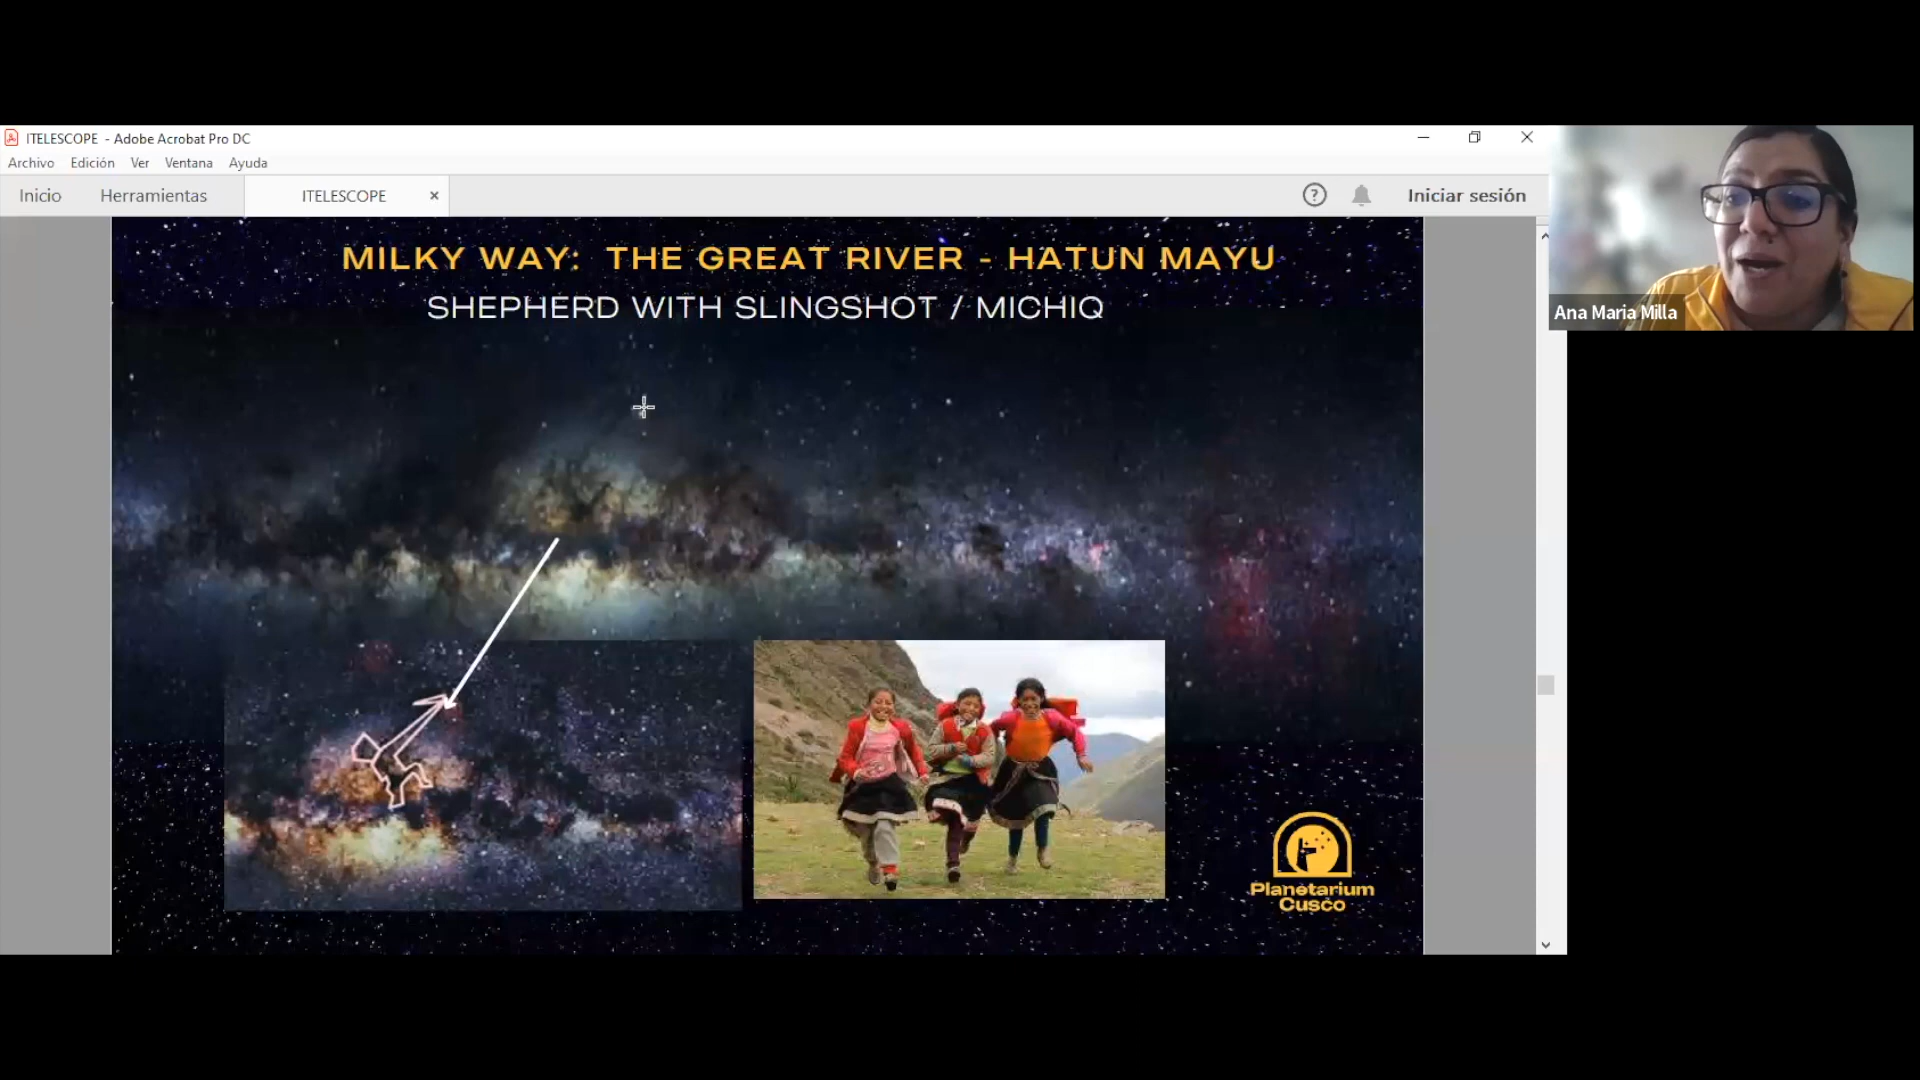 ITELESCOPE - Adobe Acrobat Pro DC
Archivo Edición Ver Ventana Ayuda
Inicio Herramientas ITELESCOPE × ? Iniciar sesión
MILKY WAY: THE GREAT RIVER - HATUN MAYU
SHEPHERD WITH SLINGSHOT / MICHIQ
Ana Maria Milla
Planetarium
Cusco